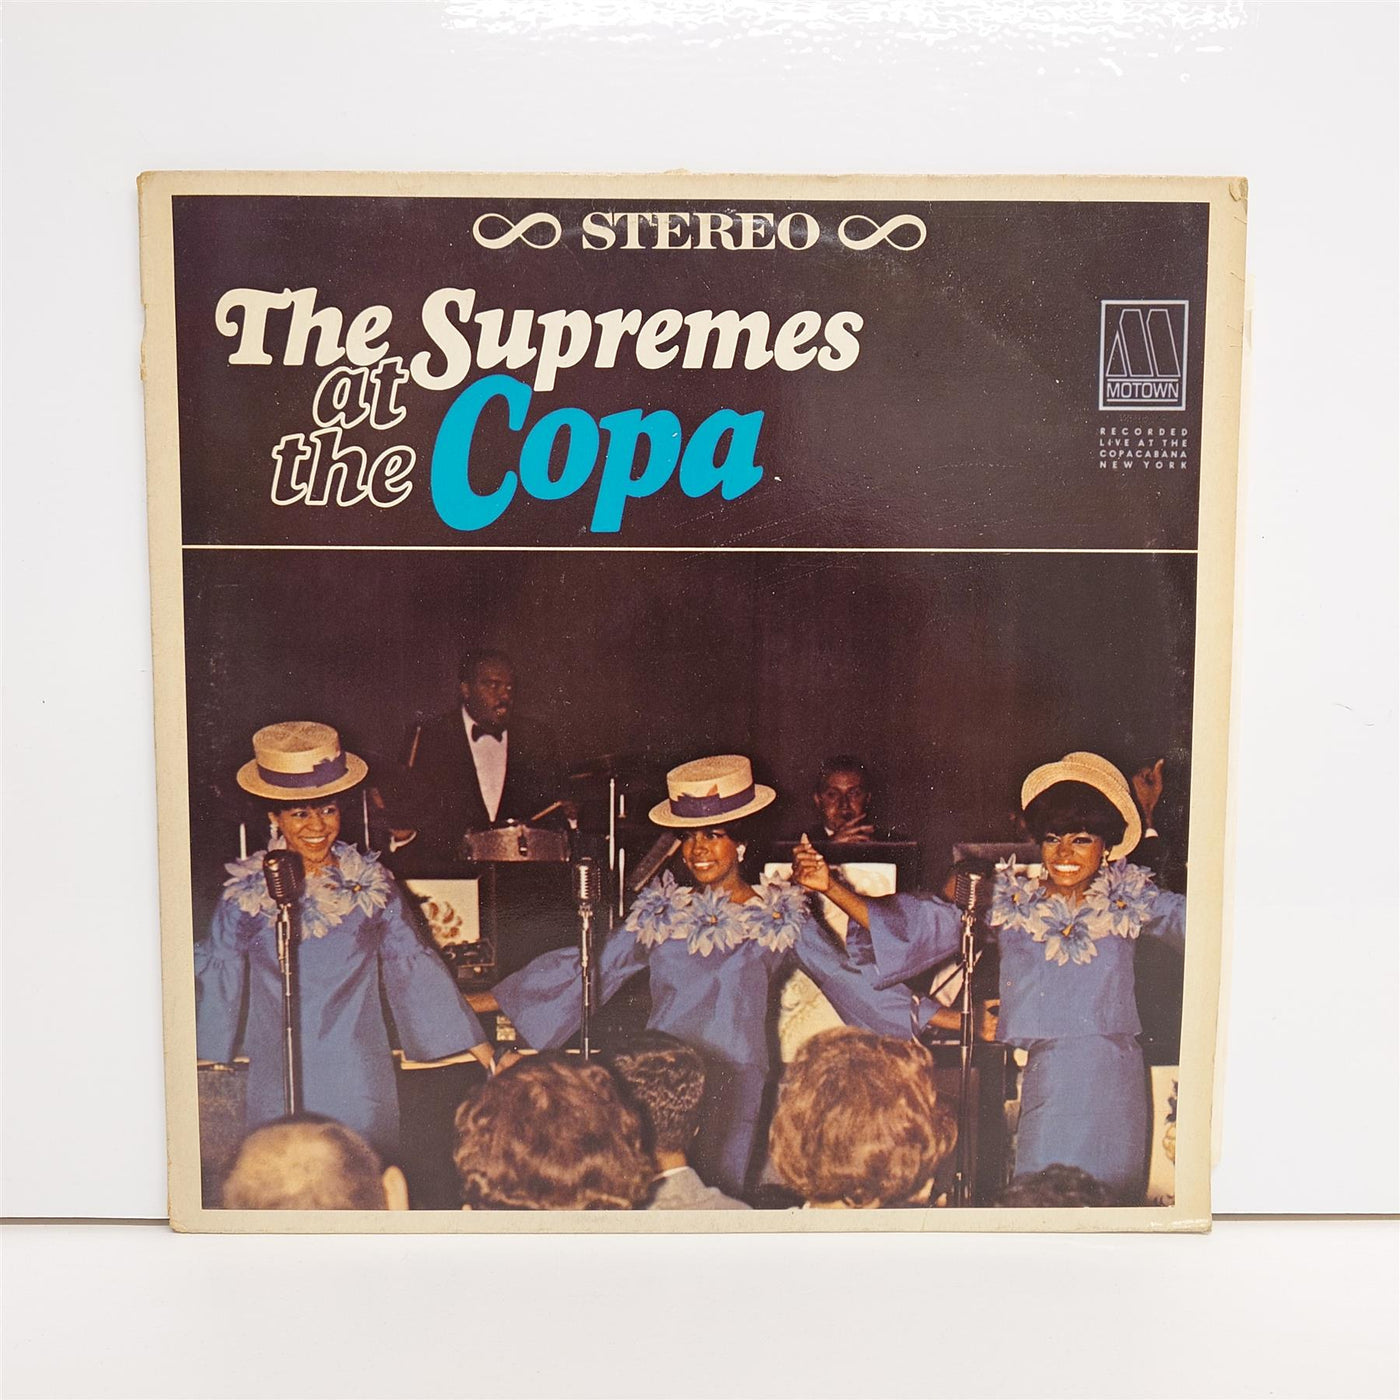 STEREO
The Supremes
at
the Copa
MOTOWN
RECORDED
LIVE AT THE
COPACABANA
NEW YORK